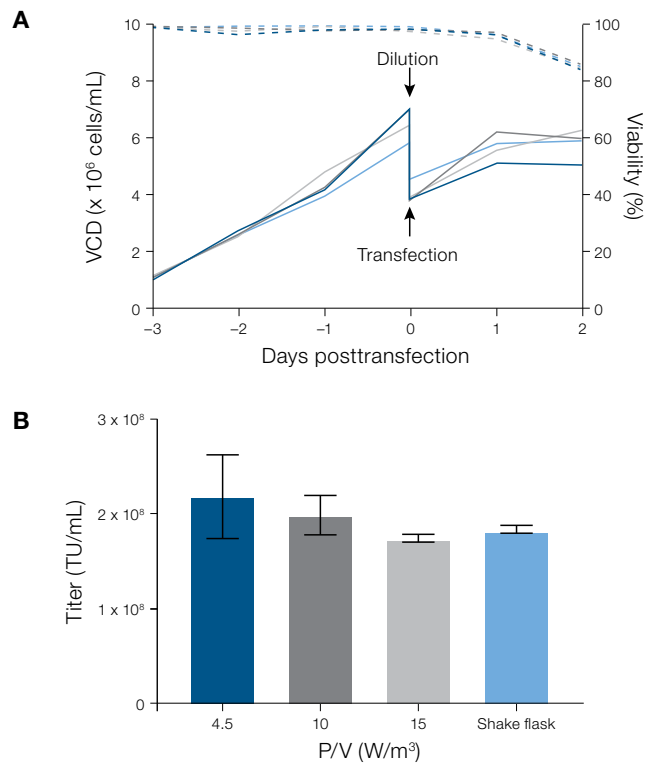 A
10
8
6
4
2
0
VCD (x 10⁶ cells/mL)
100
80
60
40
20
0
Viability (%)
Dilution
Transfection
–3
–2
–1
0
1
2
Days posttransfection
B
3 x 10⁸
2 x 10⁸
1 x 10⁸
0
Titer (TU/mL)
4.5
10
15
Shake flask
P/V (W/m³)